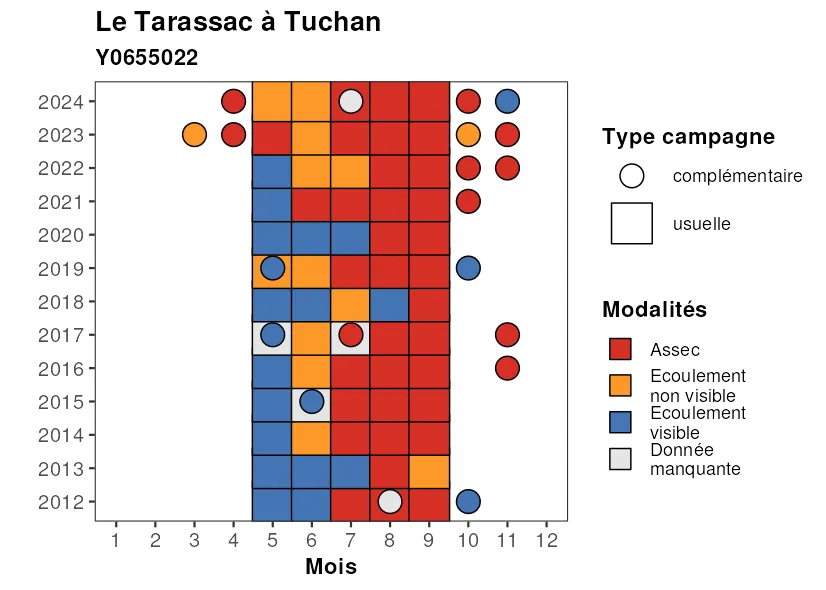 Le Tarassac à Tuchan
Y0655022
2024
2023
2022
2021
2020
2019
2018
2017
2016
2015
2014
2013
2012
1 2 3 4 5 6 7 8 9 10 11 12
Mois
Type campagne
complémentaire
usuelle
Modalités
Assec
Ecoulement
non visible
Ecoulement
visible
Donnée
manquante